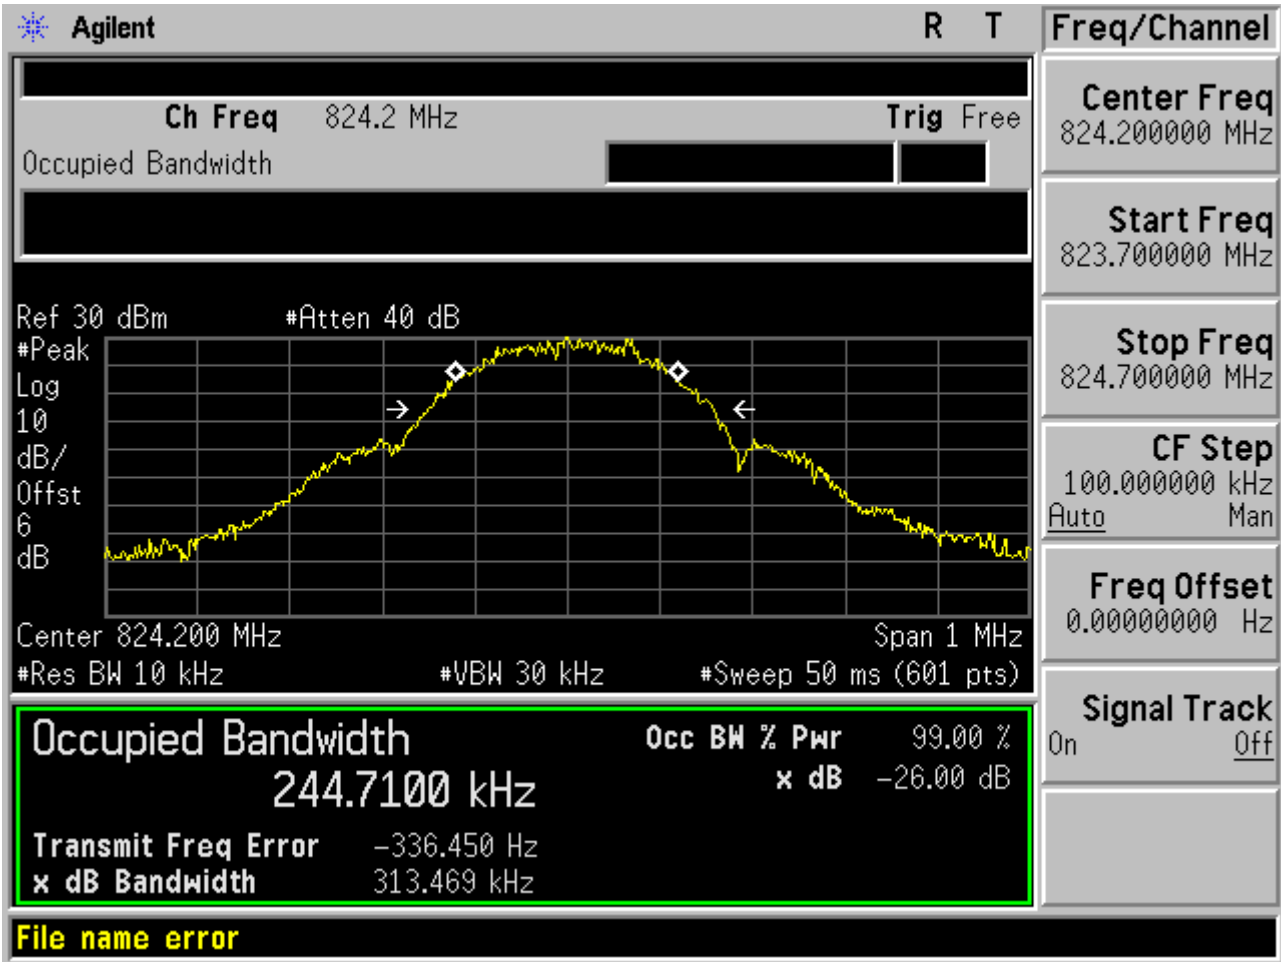 Agilent R T Freq/Channel
Ch Freq 824.2 MHz Trig Free
Occupied Bandwidth
Center Freq
824.200000 MHz
Start Freq
823.700000 MHz
Stop Freq
824.700000 MHz
CF Step
100.000000 kHz
Auto Man
Freq Offset
0.00000000 Hz
Signal Track
On Off
Ref 30 dBm #Atten 40 dB
#Peak
Log
10
dB/
Offst
6
dB
Center 824.200 MHz Span 1 MHz
#Res BW 10 kHz #VBW 30 kHz #Sweep 50 ms (601 pts)
Occupied Bandwidth Occ BW % Pwr 99.00 %
244.7100 kHz x dB -26.00 dB
Transmit Freq Error -336.450 Hz
x dB Bandwidth 313.469 kHz
File name error